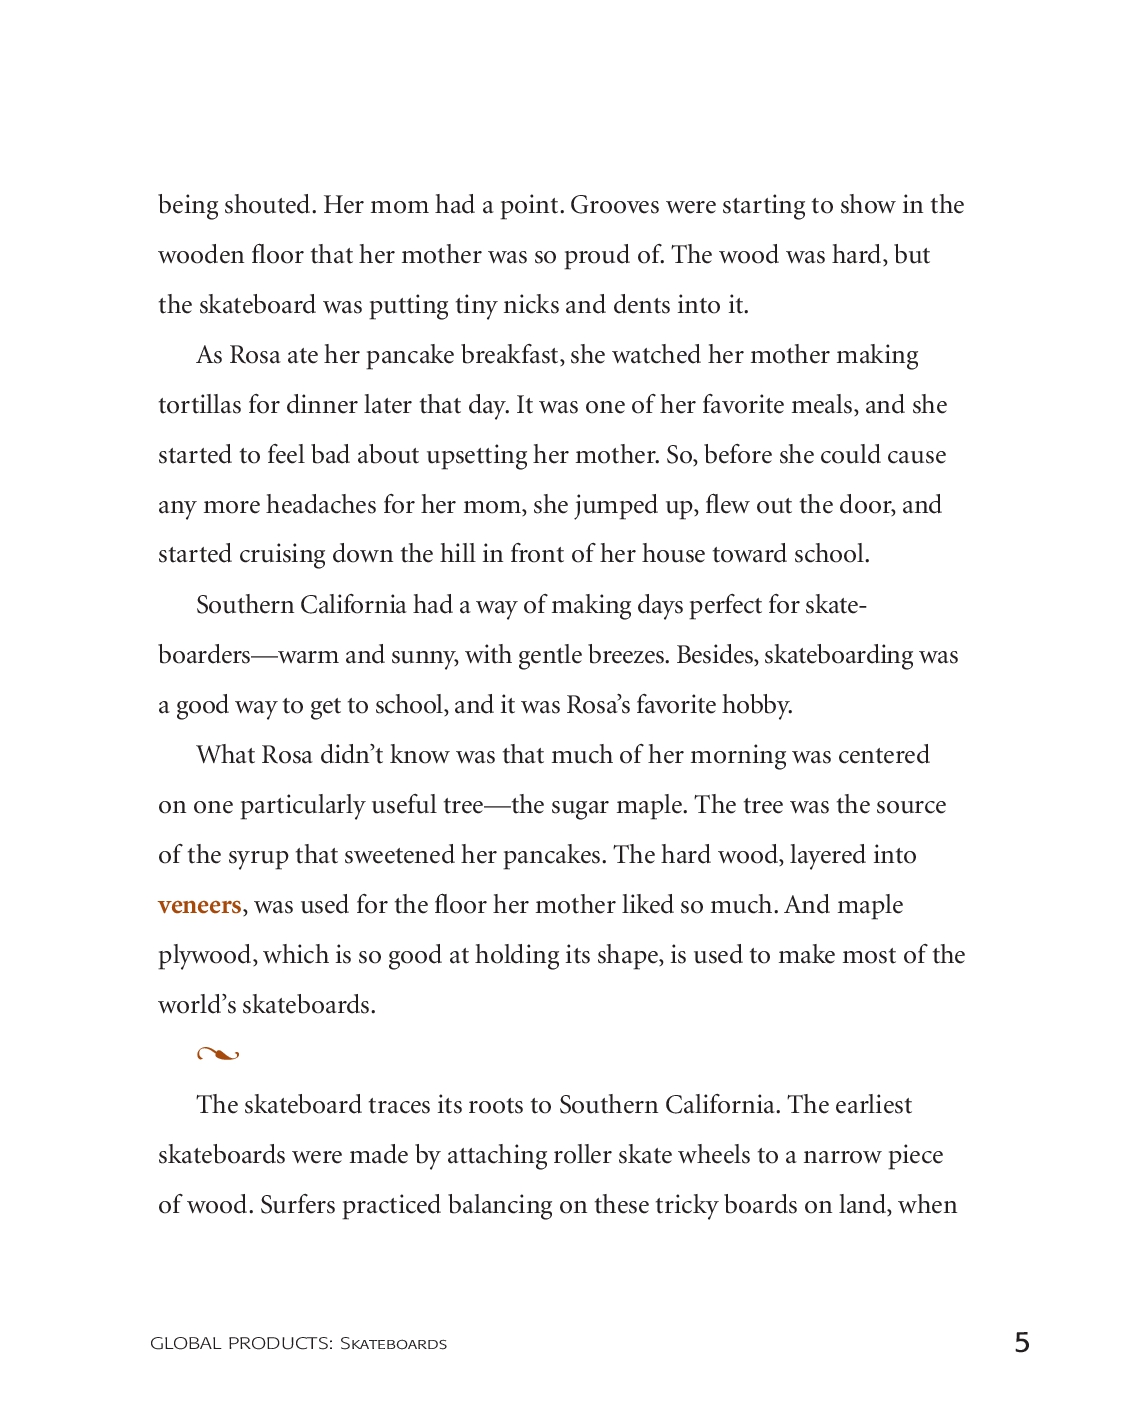 being shouted. Her mom had a point. Grooves were starting to show in the
wooden floor that her mother was so proud of. The wood was hard, but
the skateboard was putting tiny nicks and dents into it.
As Rosa ate her pancake breakfast, she watched her mother making
tortillas for dinner later that day. It was one of her favorite meals, and she
started to feel bad about upsetting her mother. So, before she could cause
any more headaches for her mom, she jumped up, flew out the door, and
started cruising down the hill in front of her house toward school.
Southern California had a way of making days perfect for skate-
boarders—warm and sunny, with gentle breezes. Besides, skateboarding was
a good way to get to school, and it was Rosa’s favorite hobby.
What Rosa didn’t know was that much of her morning was centered
on one particularly useful tree—the sugar maple. The tree was the source
of the syrup that sweetened her pancakes. The hard wood, layered into
veneers, was used for the floor her mother liked so much. And maple
plywood, which is so good at holding its shape, is used to make most of the
world’s skateboards.
The skateboard traces its roots to Southern California. The earliest
skateboards were made by attaching roller skate wheels to a narrow piece
of wood. Surfers practiced balancing on these tricky boards on land, when
GLOBAL PRODUCTS: Skateboards 5